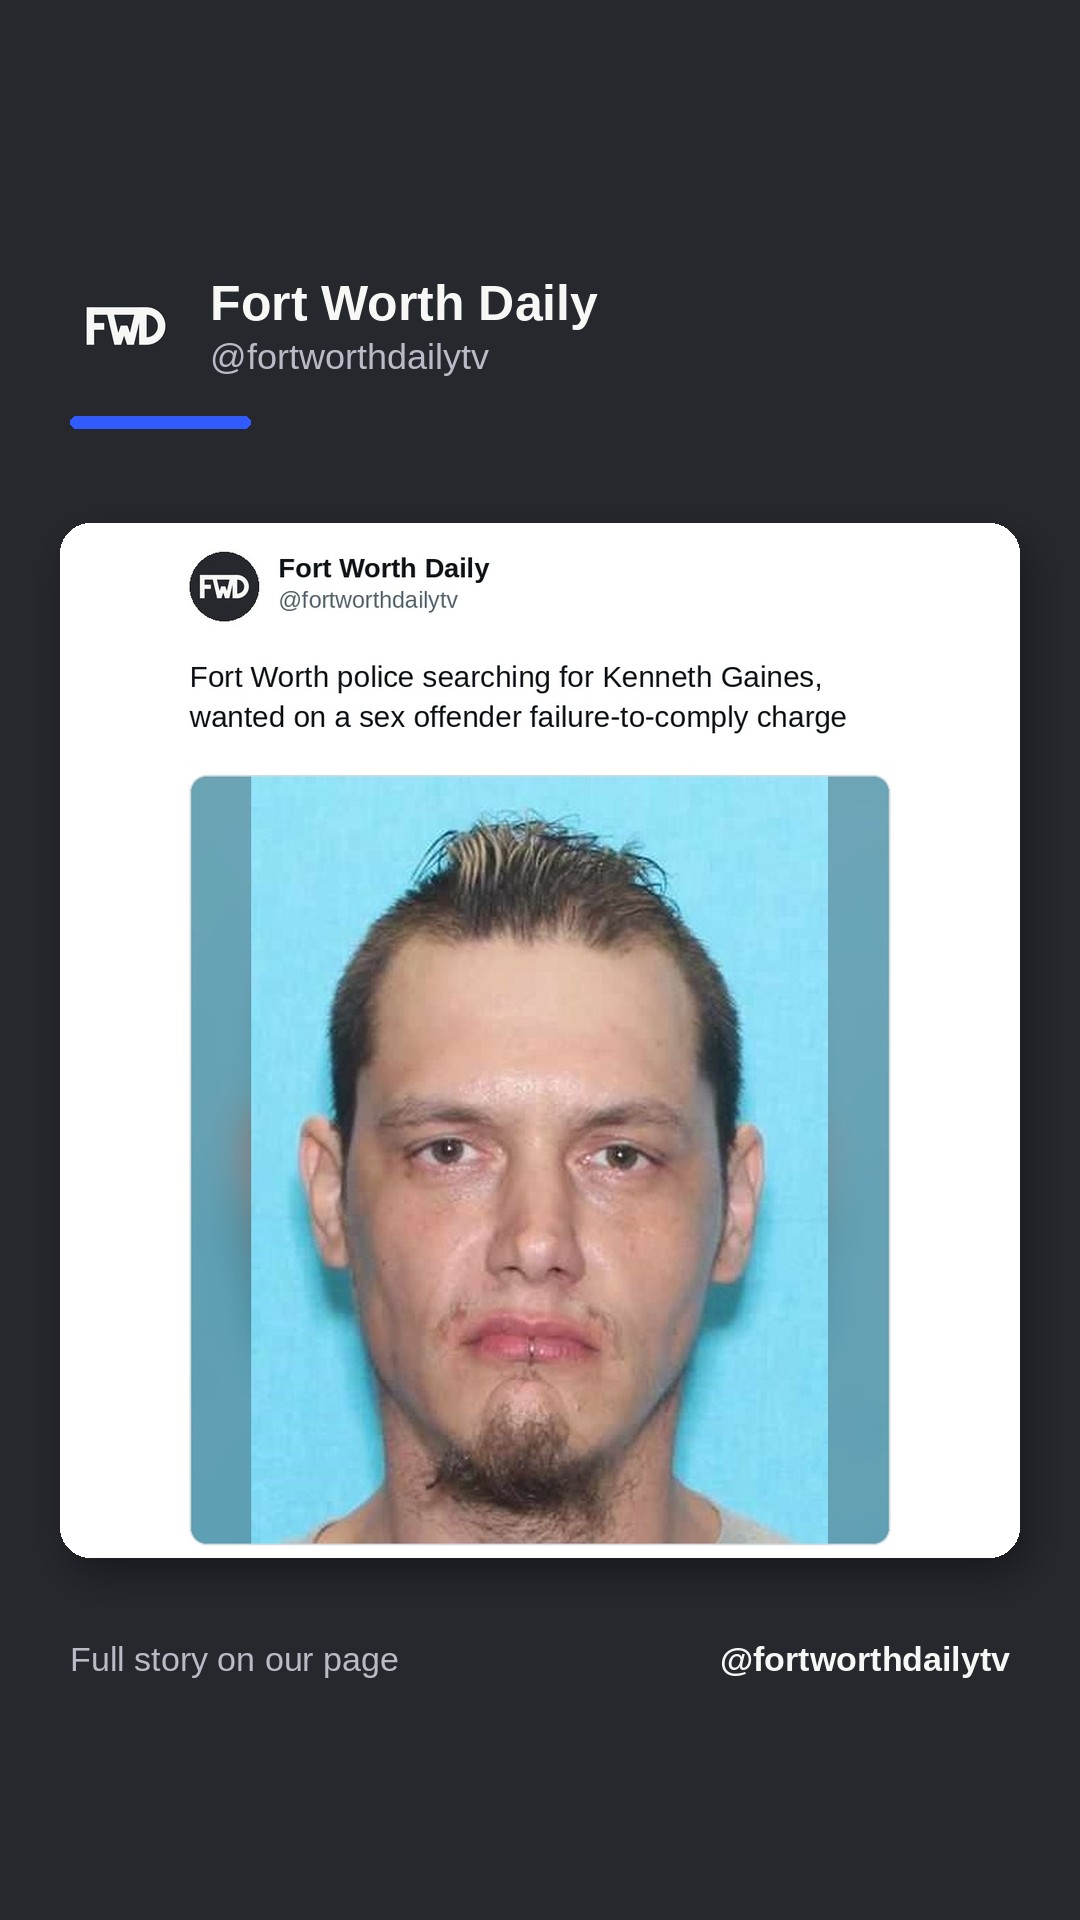 FWD
Fort Worth Daily
@fortworthdailytv
FWD
Fort Worth Daily
@fortworthdailytv
Fort Worth police searching for Kenneth Gaines,
wanted on a sex offender failure-to-comply charge
Full story on our page
@fortworthdailytv